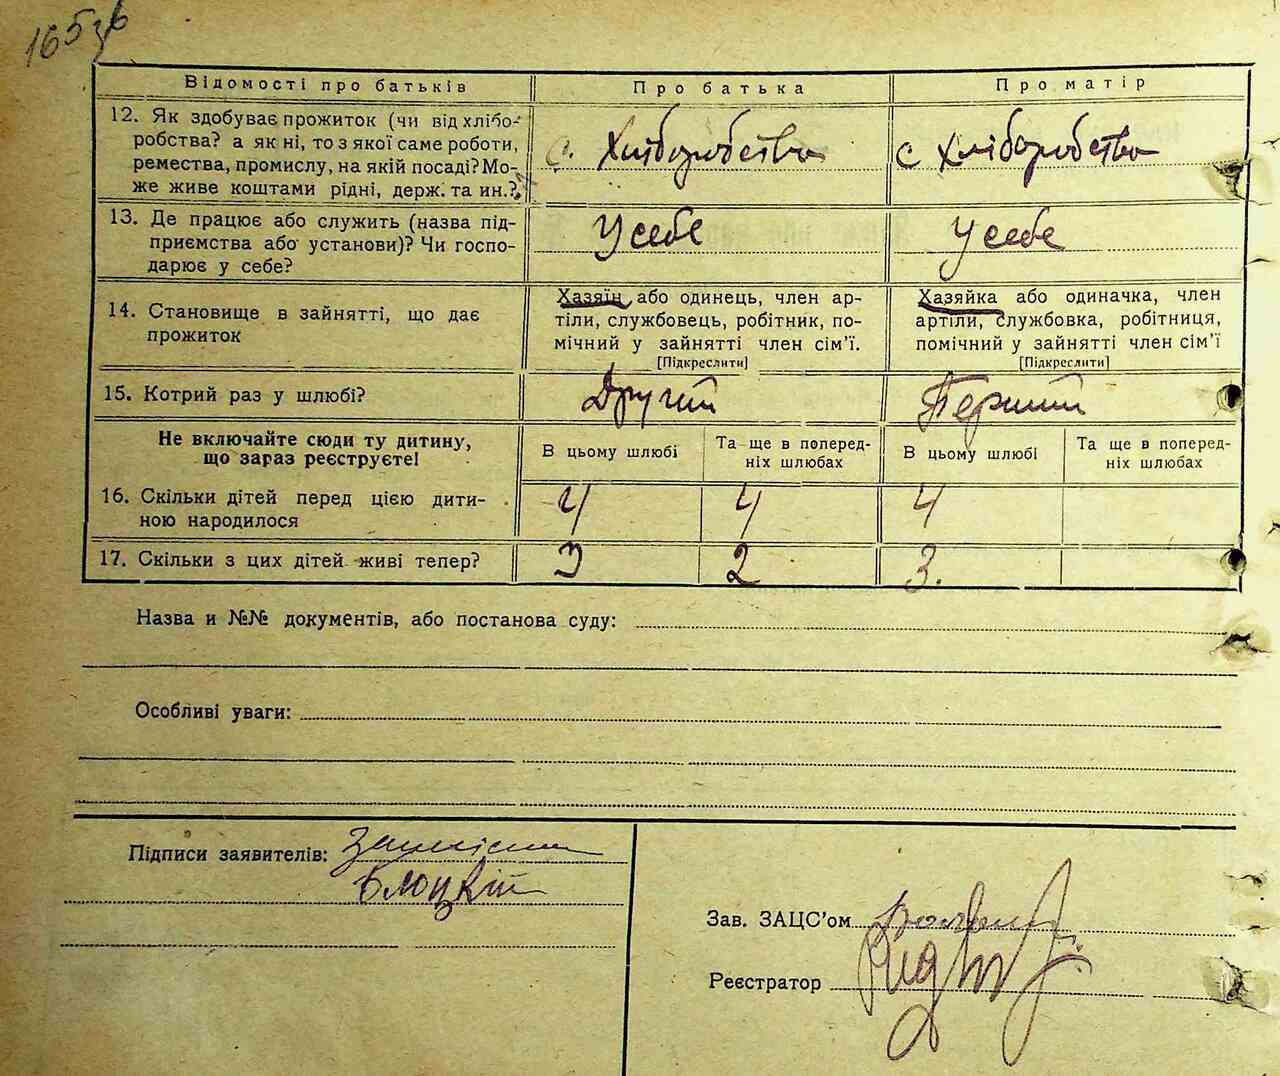 165зв
Відомості про батьків
Про батька
Про матір
12. Як здобуває прожиток (чи від хлібо-
робства? а як ні, то з якої саме роботи,
ремества, промислу, на якій посаді? Мо-
же живе коштами рідні, держ. та ин.?
с. Хліборобства
с хліборобства
13. Де працює або служить (назва під-
приємства або установи)? Чи госпо-
дарює у себе?
У себе
У себе
14. Становище в зайнятті, що дає
прожиток
Хазяїн або одинець, член ар-
тіли, службовець, робітник, по-
мічний у зайнятті член сім'ї.
[Підкреслити]
Хазяйка або одиначка, член
артіли, службовка, робітниця,
помічний у зайнятті член сім'ї
[Підкреслити]
15. Котрий раз у шлюбі?
Другий
Перший
Не включайте сюди ту дитину,
що зараз реєструєте!
В цьому шлюбі
Та ще в поперед-
ніх шлюбах
В цьому шлюбі
Та ще в поперед-
ніх шлюбах
16. Скільки дітей перед цією дити-
ною народилося
4
4
4
17. Скільки з цих дітей живі тепер?
3
2
3.
Назва и №№ документів, або постанова суду:
Особливі уваги:
Підписи заявителів:
Блоцкий
Зав. ЗАЦС'ом
Реєстратор